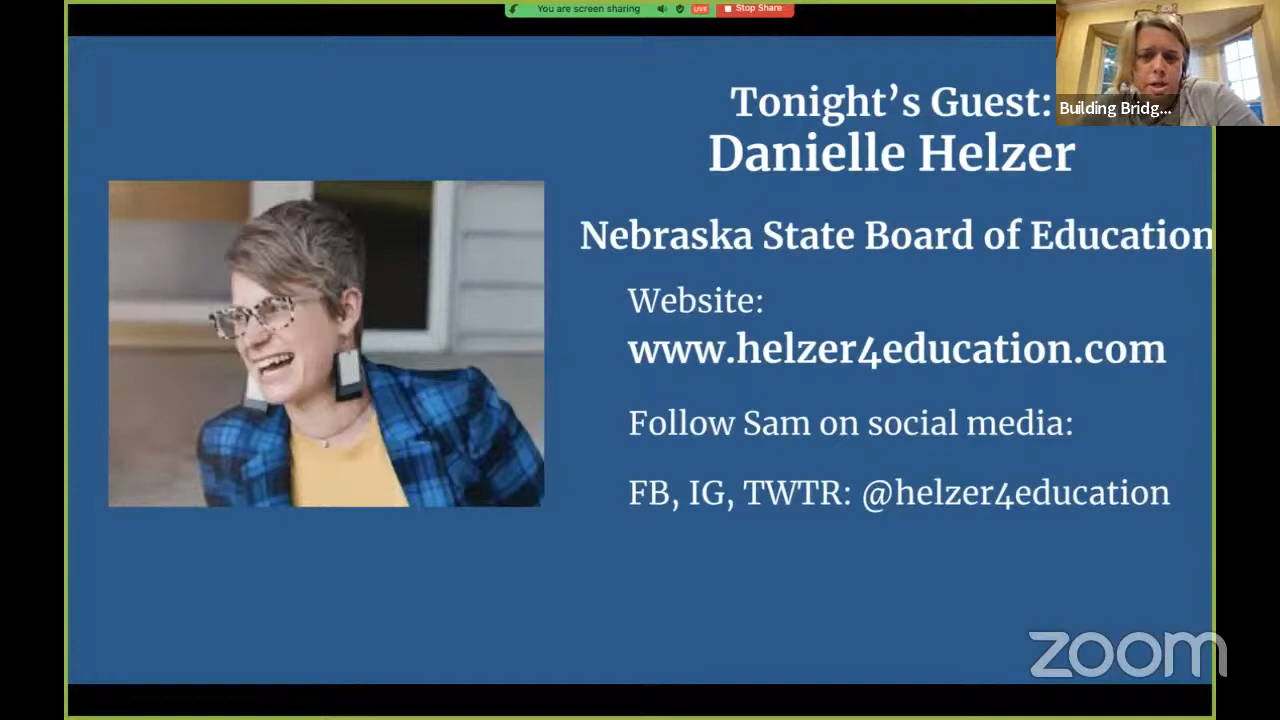 You are screen sharing LIVE Stop Share
Building Bridg...
Tonight's Guest:
Danielle Helzer
Nebraska State Board of Education
Website:
www.helzer4education.com
Follow Sam on social media:
FB, IG, TWTR: @helzer4education
zoom